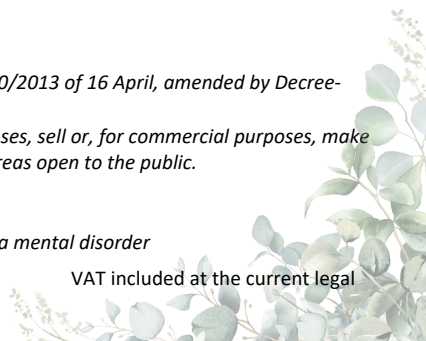 0/2013 of 16 April, amended by Decree-
ses, sell or, for commercial purposes, make
reas open to the public.
a mental disorder
VAT included at the current legal